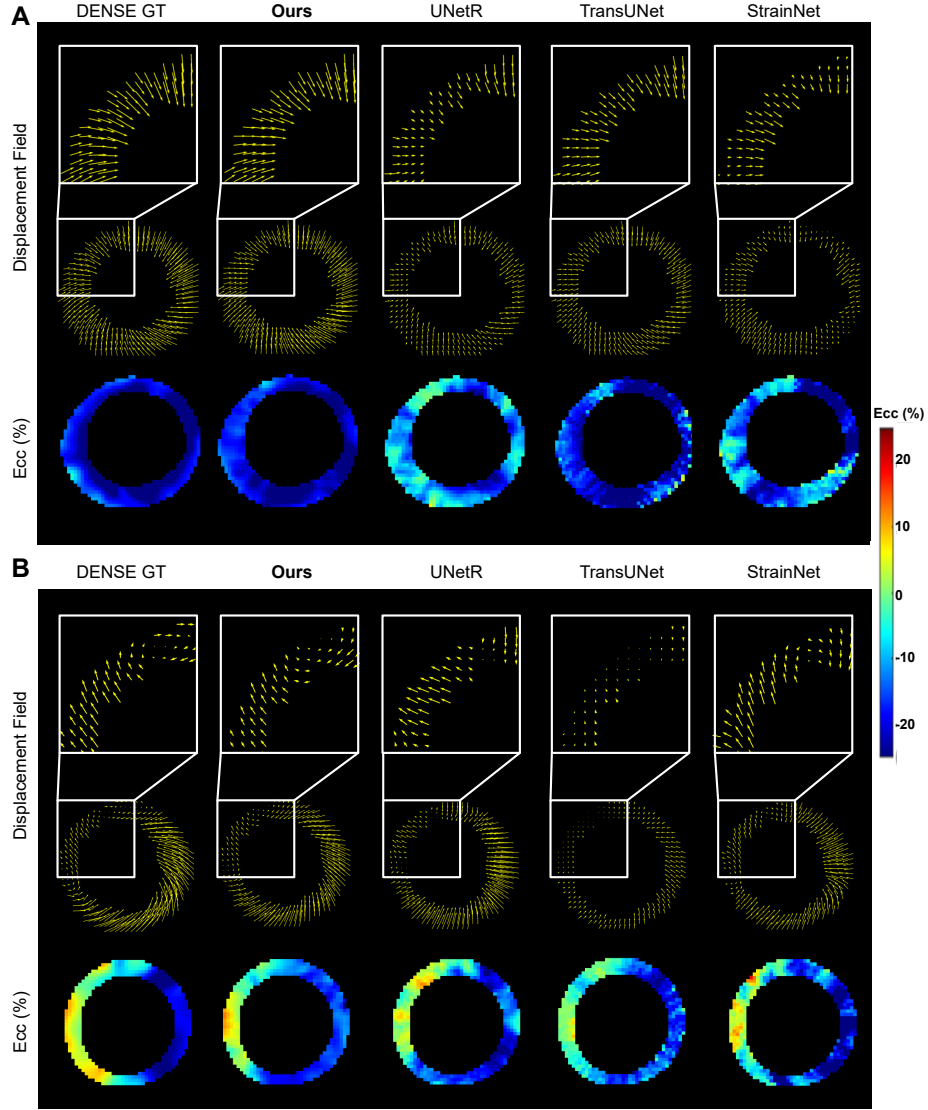 A
DENSE GT
Ours
UNetR
TransUNet
StrainNet
Displacement Field
Ecc (%)
Ecc (%)
20
10
0
-10
-20
B
DENSE GT
Ours
UNetR
TransUNet
StrainNet
Displacement Field
Ecc (%)